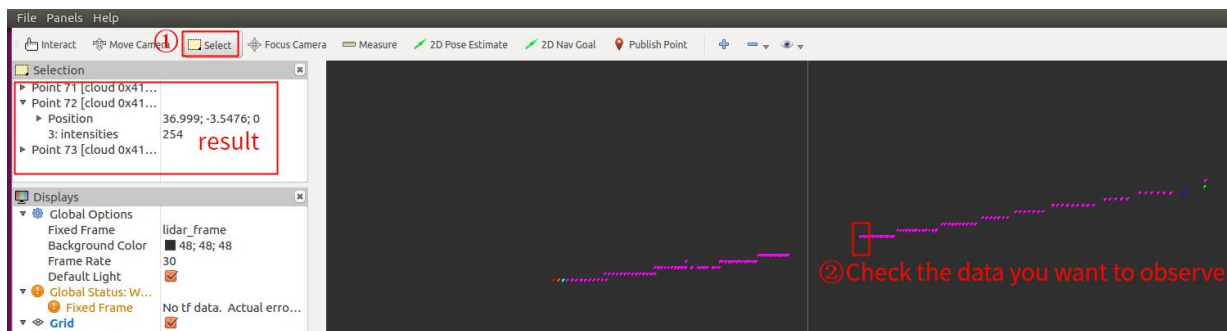 File Panels Help
Interact Move Camera ① Select Focus Camera Measure 2D Pose Estimate 2D Nav Goal Publish Point
Selection
Point 71 [cloud 0x41...
Point 72 [cloud 0x41...
Position 36.999; -3.5476; 0
3: intensities 254
result
Point 73 [cloud 0x41...
Displays
Global Options
Fixed Frame lidar_frame
Background Color 48; 48; 48
Frame Rate 30
Default Light
Global Status: W...
Fixed Frame No tf data. Actual erro...
Grid
②Check the data you want to observe